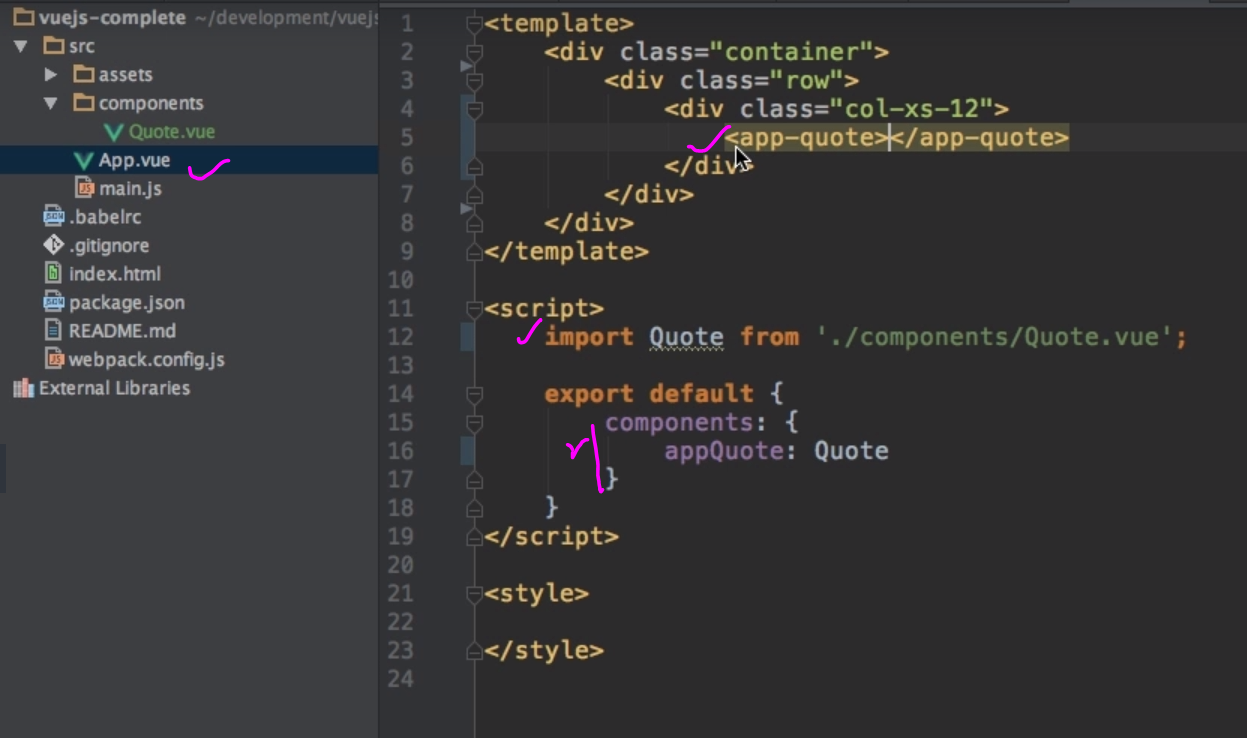 vuejs-complete ~/development/vuejs
src
assets
components
Quote.vue
App.vue
main.js
.babelrc
.gitignore
index.html
package.json
README.md
webpack.config.js
External Libraries
1 <template>
2 <div class="container">
3 <div class="row">
4 <div class="col-xs-12">
5 <app-quote></app-quote>
6 </div>
7 </div>
8 </div>
9 </template>
10
11 <script>
12 import Quote from './components/Quote.vue';
13
14 export default {
15 components: {
16 appQuote: Quote
17 }
18 }
19 </script>
20
21 <style>
22
23 </style>
24